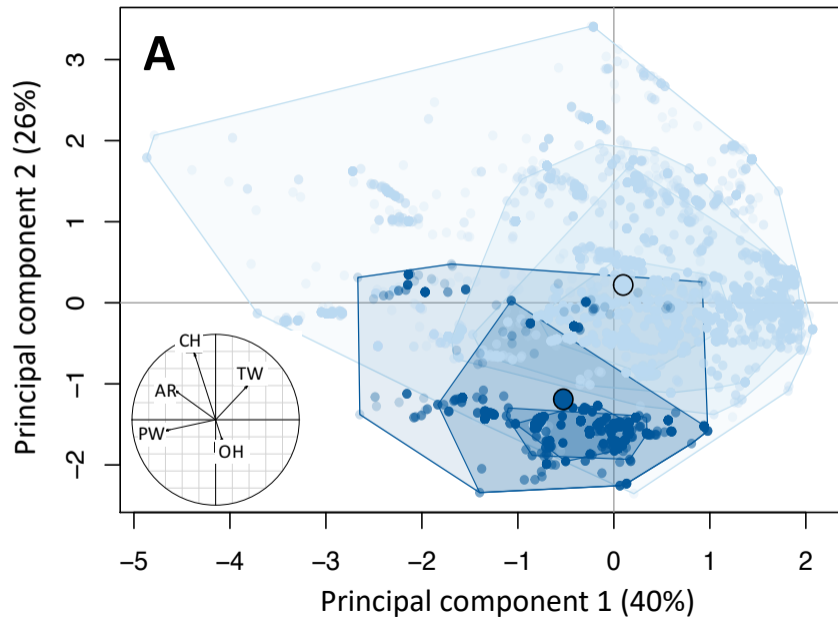 A
3
2
1
0
−1
−2
Principal component 2 (26%)
CH
TW
AR
PW
OH
−5 −4 −3 −2 −1 0 1 2
Principal component 1 (40%)